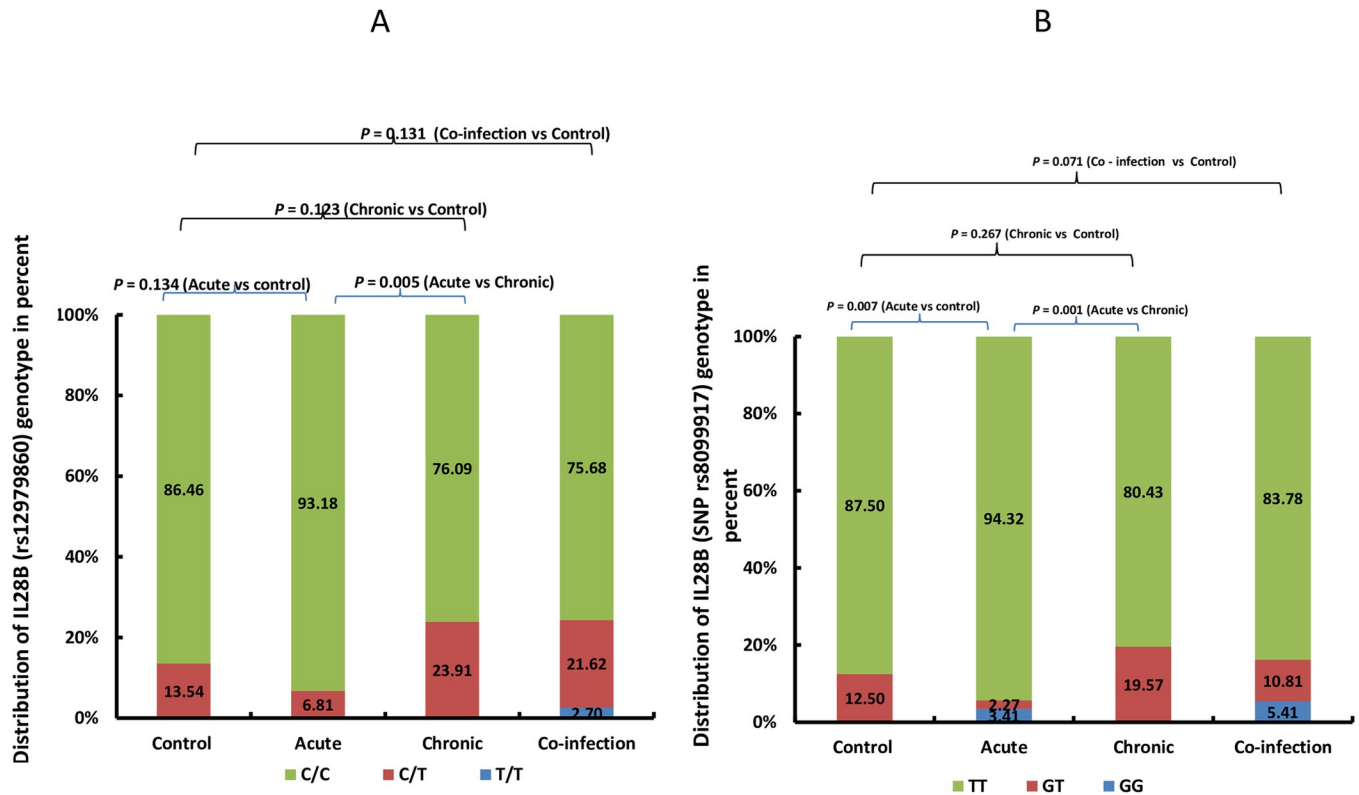 A
P = 0.131 (Co-infection vs Control)
P = 0.123 (Chronic vs Control)
P = 0.134 (Acute vs control)
P = 0.005 (Acute vs Chronic)
Distribution of IL28B (rs12979860) genotype in percent
100%
80%
60%
40%
20%
0%
86.46
93.18
76.09
75.68
13.54
6.81
23.91
21.62
2.70
Control
Acute
Chronic
Co-infection
C/C
C/T
T/T
B
P = 0.071 (Co - infection vs Control)
P = 0.267 (Chronic vs Control)
P = 0.007 (Acute vs control)
P = 0.001 (Acute vs Chronic)
Distribution of IL28B (SNP rs8099917) genotype in
percent
100%
80%
60%
40%
20%
0%
87.50
94.32
80.43
83.78
12.50
2.27
3.41
19.57
10.81
5.41
Control
Acute
Chronic
Co-infection
TT
GT
GG